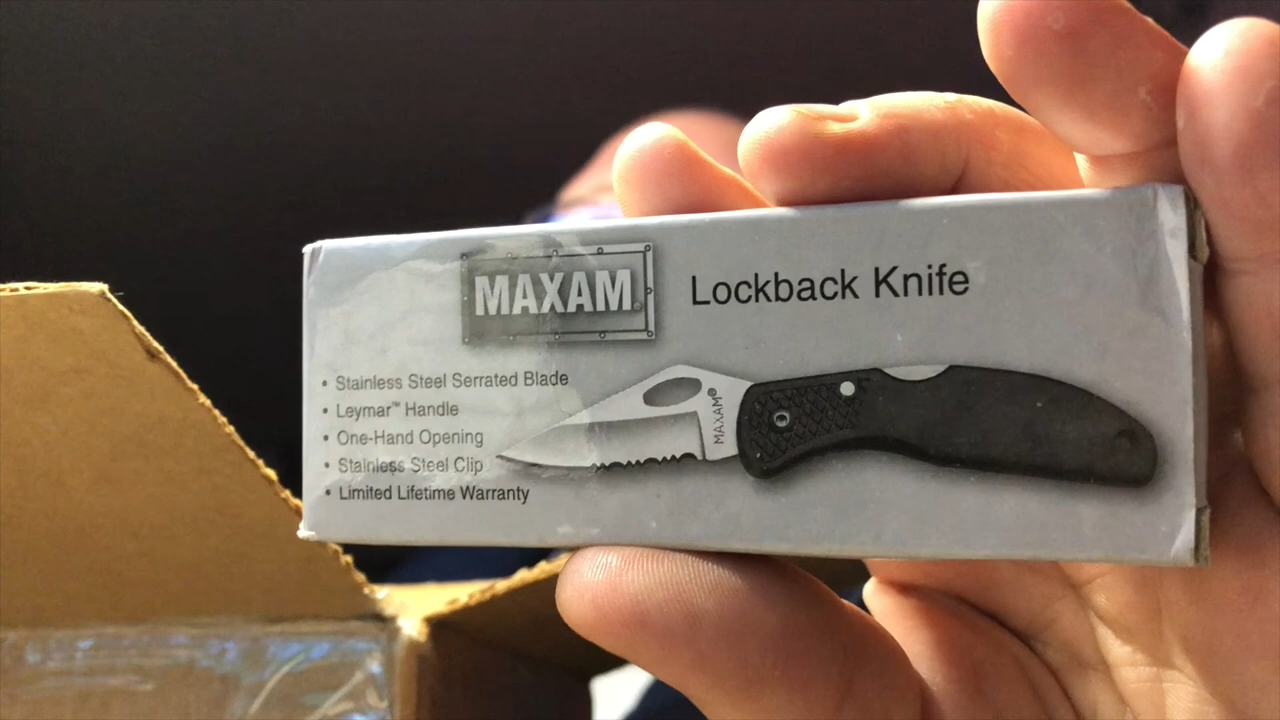 MAXAM®
Lockback Knife
• Stainless Steel Serrated Blade
• Leymar™ Handle
• One-Hand Opening
• Stainless Steel Clip
• Limited Lifetime Warranty
MAXAM®